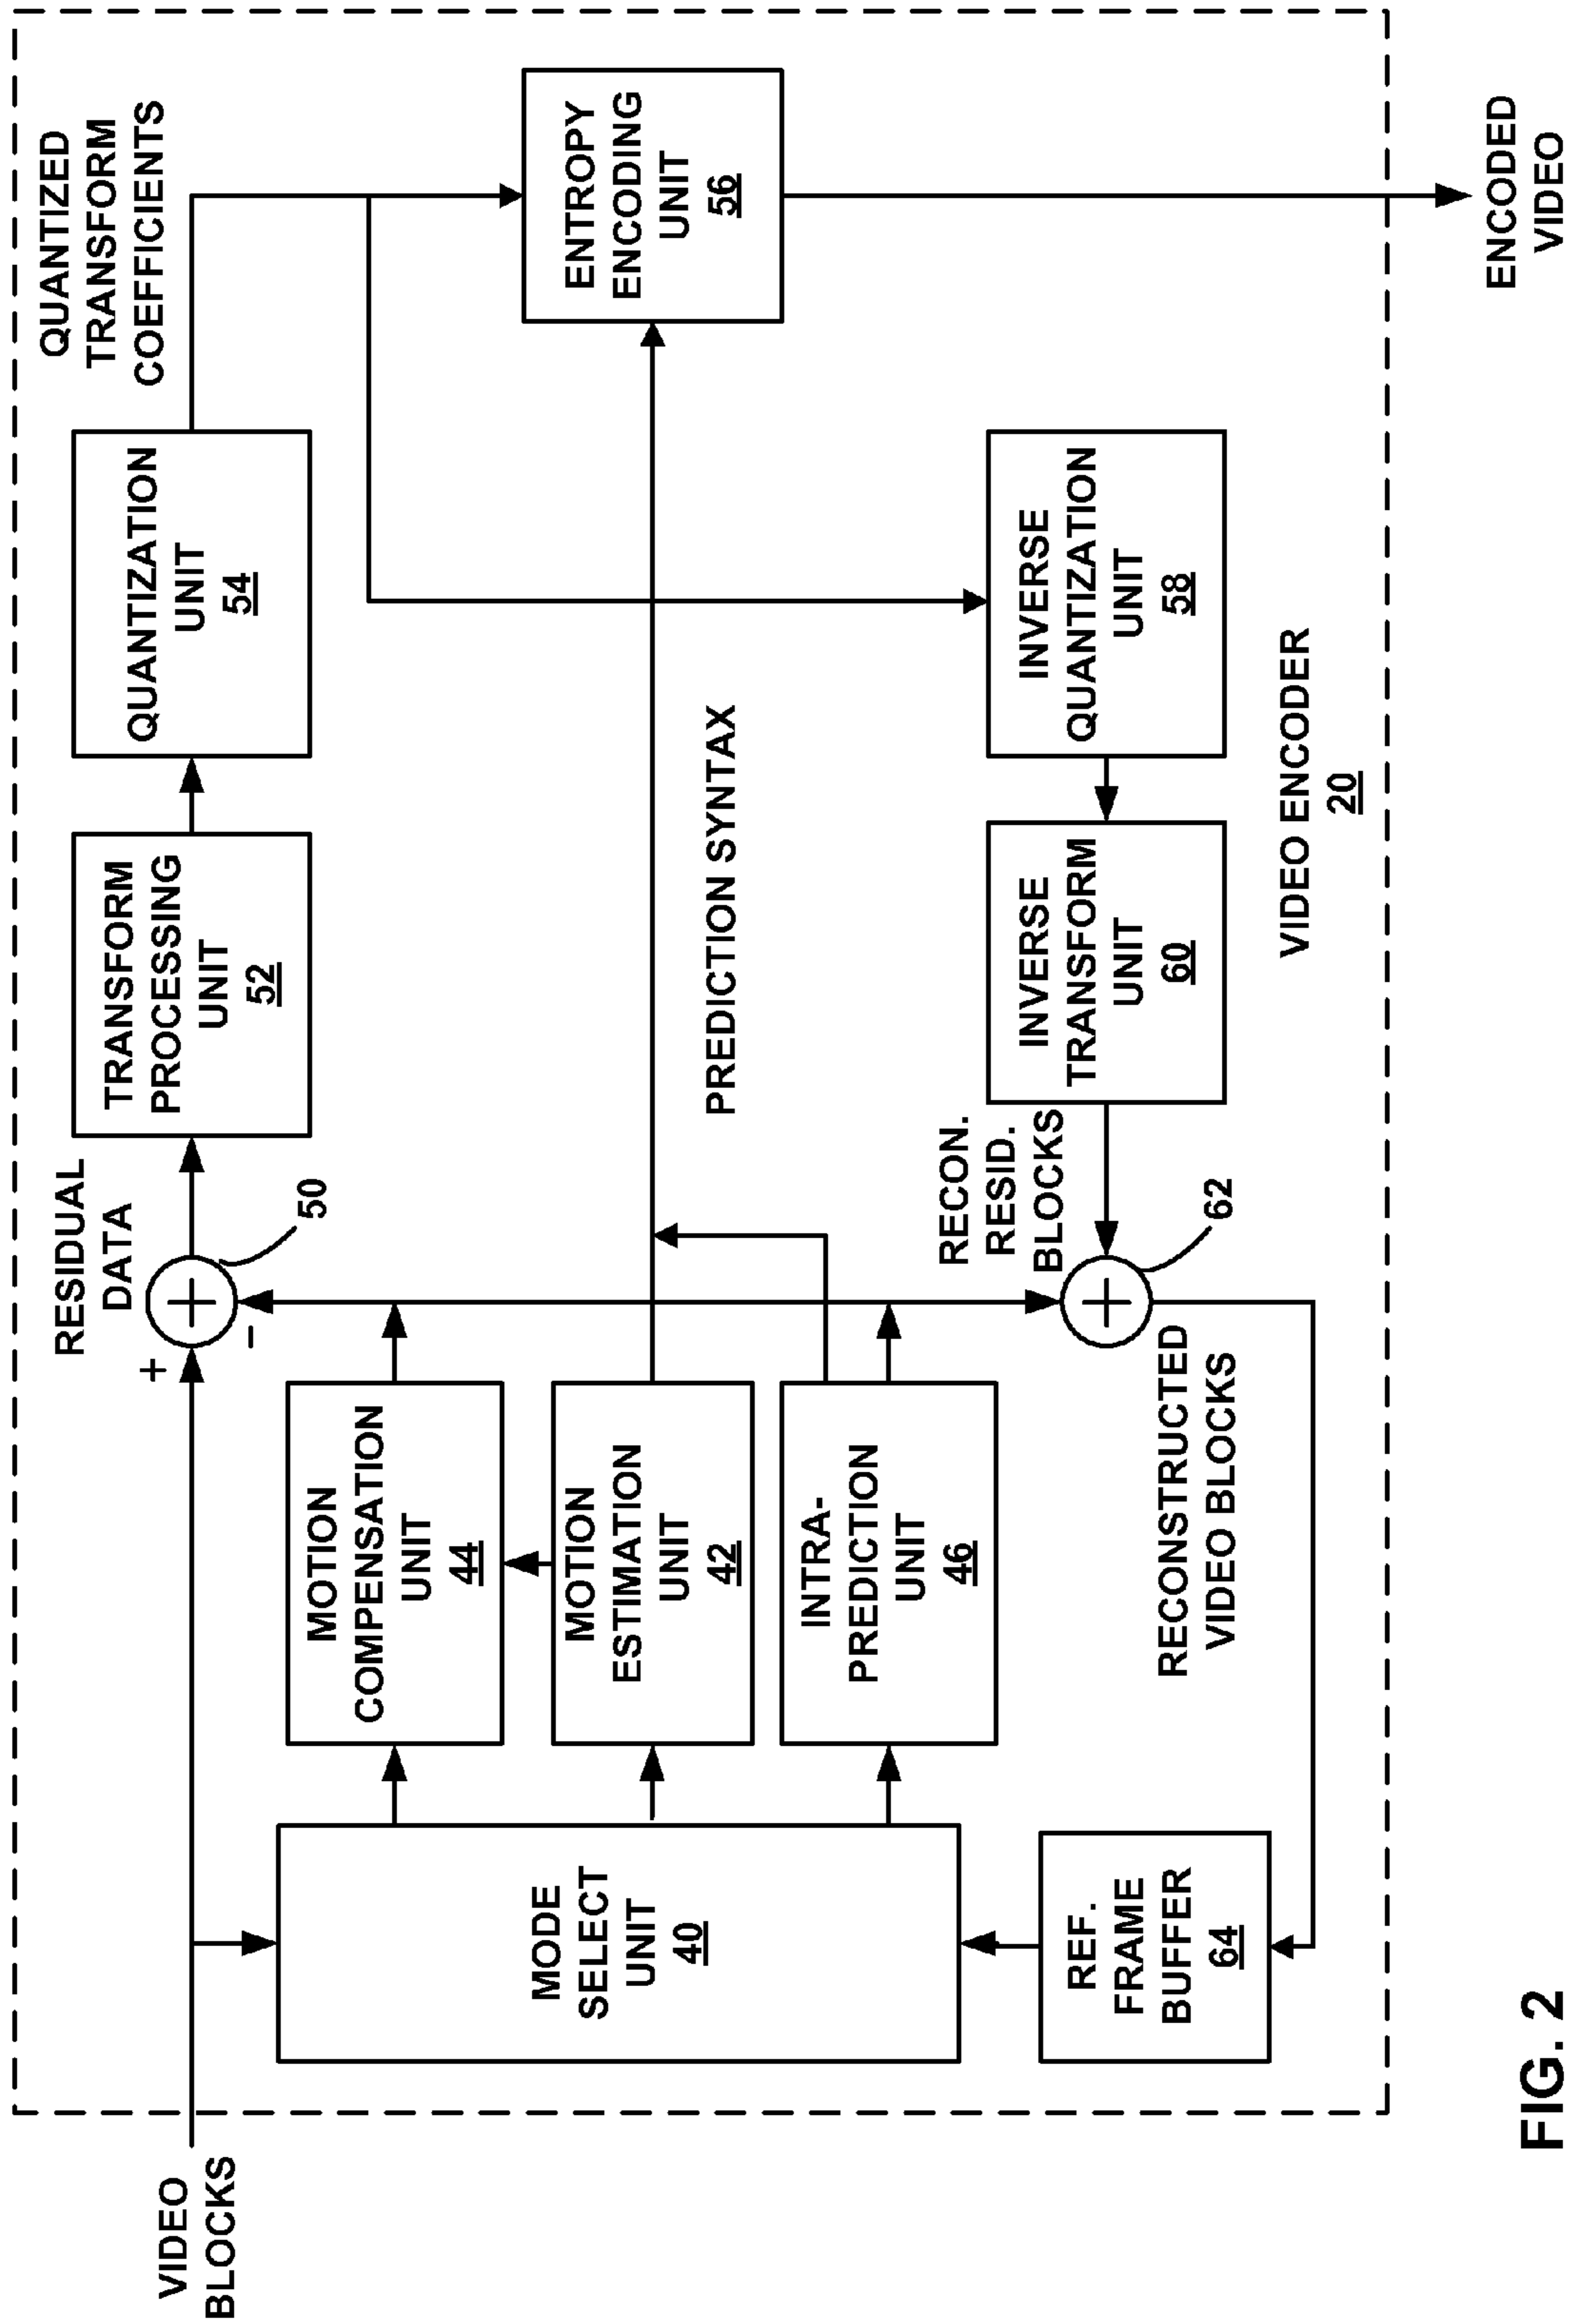 VIDEO
BLOCKS
RESIDUAL
DATA
+
-
50
TRANSFORM
PROCESSING
UNIT
52
QUANTIZATION
UNIT
54
QUANTIZED
TRANSFORM
COEFFICIENTS
MODE
SELECT
UNIT
40
MOTION
COMPENSATION
UNIT
44
MOTION
ESTIMATION
UNIT
42
INTRA-
PREDICTION
UNIT
46
PREDICTION SYNTAX
ENTROPY
ENCODING
UNIT
56
REF.
FRAME
BUFFER
64
RECONSTRUCTED
VIDEO BLOCKS
RECON.
RESID.
BLOCKS
62
INVERSE
TRANSFORM
UNIT
60
INVERSE
QUANTIZATION
UNIT
58
VIDEO ENCODER
20
ENCODED
VIDEO
FIG. 2